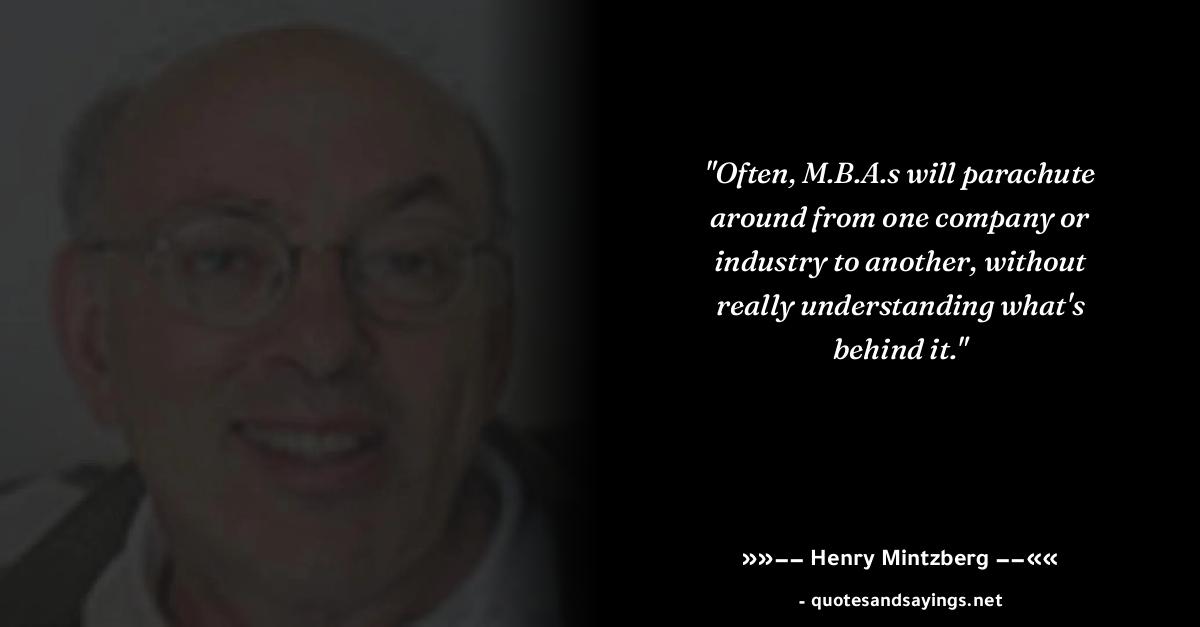 "Often, M.B.A.s will parachute
around from one company or
industry to another, without
really understanding what's
behind it."
»»–– Henry Mintzberg ––««
- quotesandsayings.net